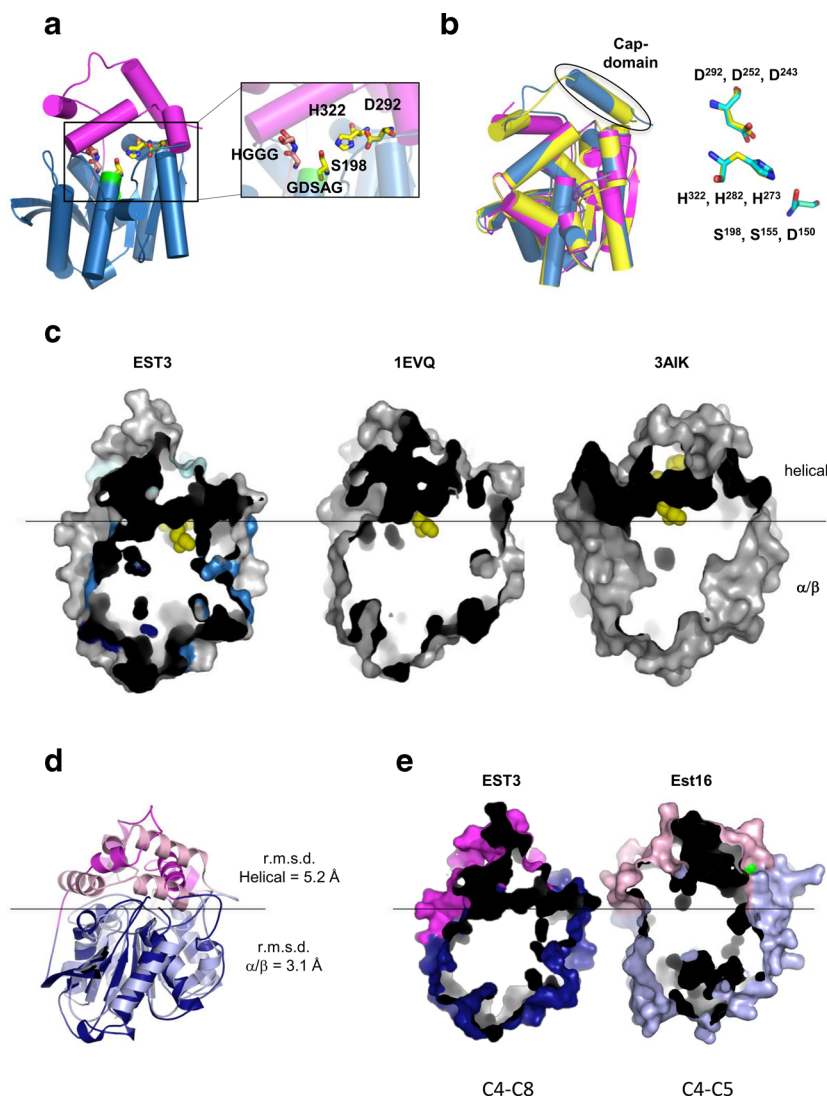 a
H322
D292
HGGG
S198
GDSAG
b
Cap-
domain
D²⁹², D²⁵², D²⁴³
H³²², H²⁸², H²⁷³
S¹⁹⁸, S¹⁵⁵, D¹⁵⁰
c
EST3
1EVQ
3AIK
helical
α/β
d
r.m.s.d.
Helical = 5.2 Å
r.m.s.d.
α/β = 3.1 Å
e
EST3
Est16
C4-C8
C4-C5